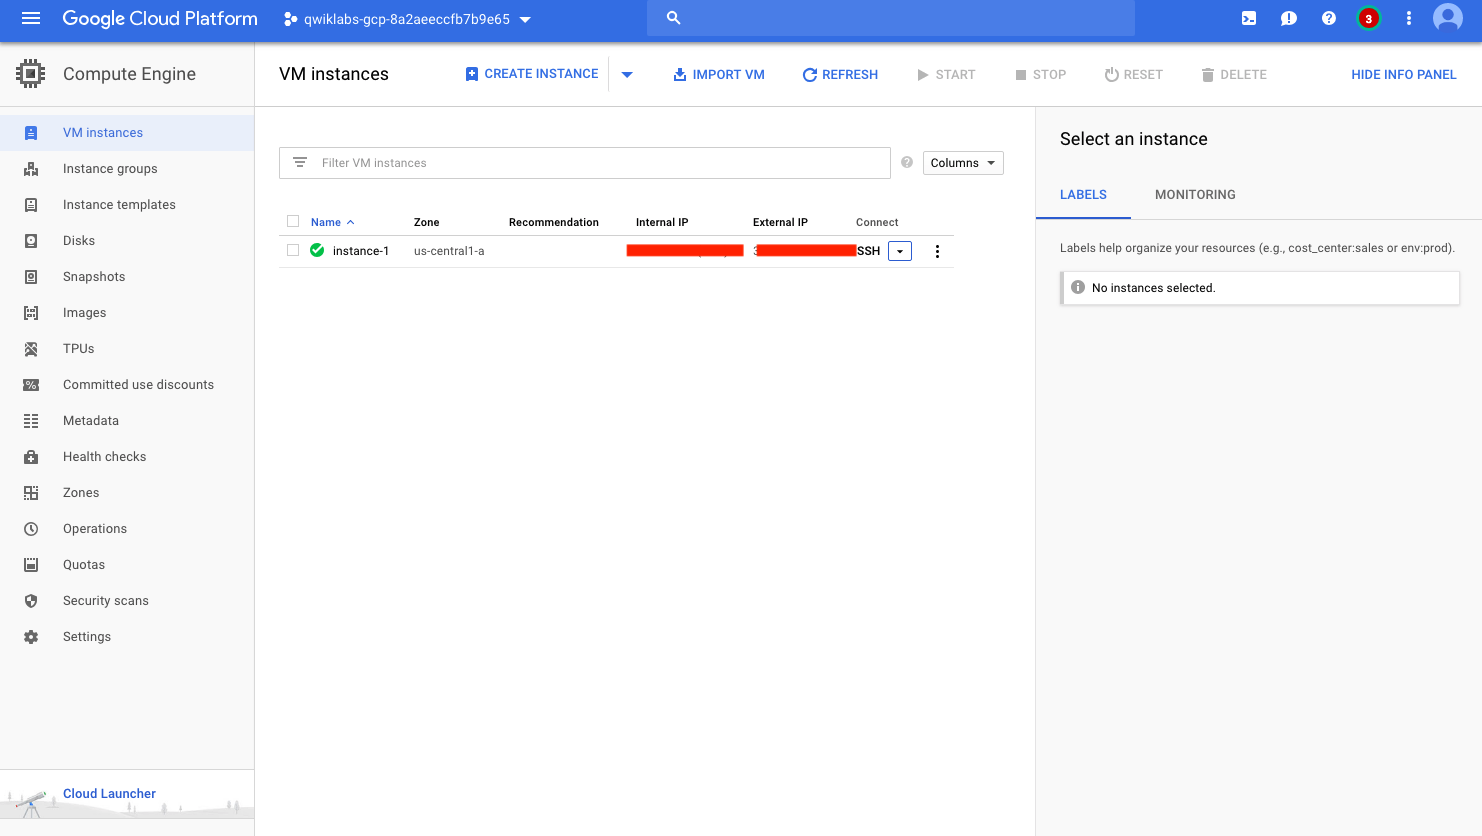 Google Cloud Platform
qwiklabs-gcp-8a2aeeccfb7b9e65
3
Compute Engine
VM instances
CREATE INSTANCE
IMPORT VM
REFRESH
START
STOP
RESET
DELETE
HIDE INFO PANEL
VM instances
Instance groups
Instance templates
Disks
Snapshots
Images
TPUs
Committed use discounts
Metadata
Health checks
Zones
Operations
Quotas
Security scans
Settings
Cloud Launcher
Filter VM instances
Columns
Name Zone Recommendation Internal IP External IP Connect
instance-1 us-central1-a SSH
Select an instance
LABELS MONITORING
Labels help organize your resources (e.g., cost_center:sales or env:prod).
No instances selected.